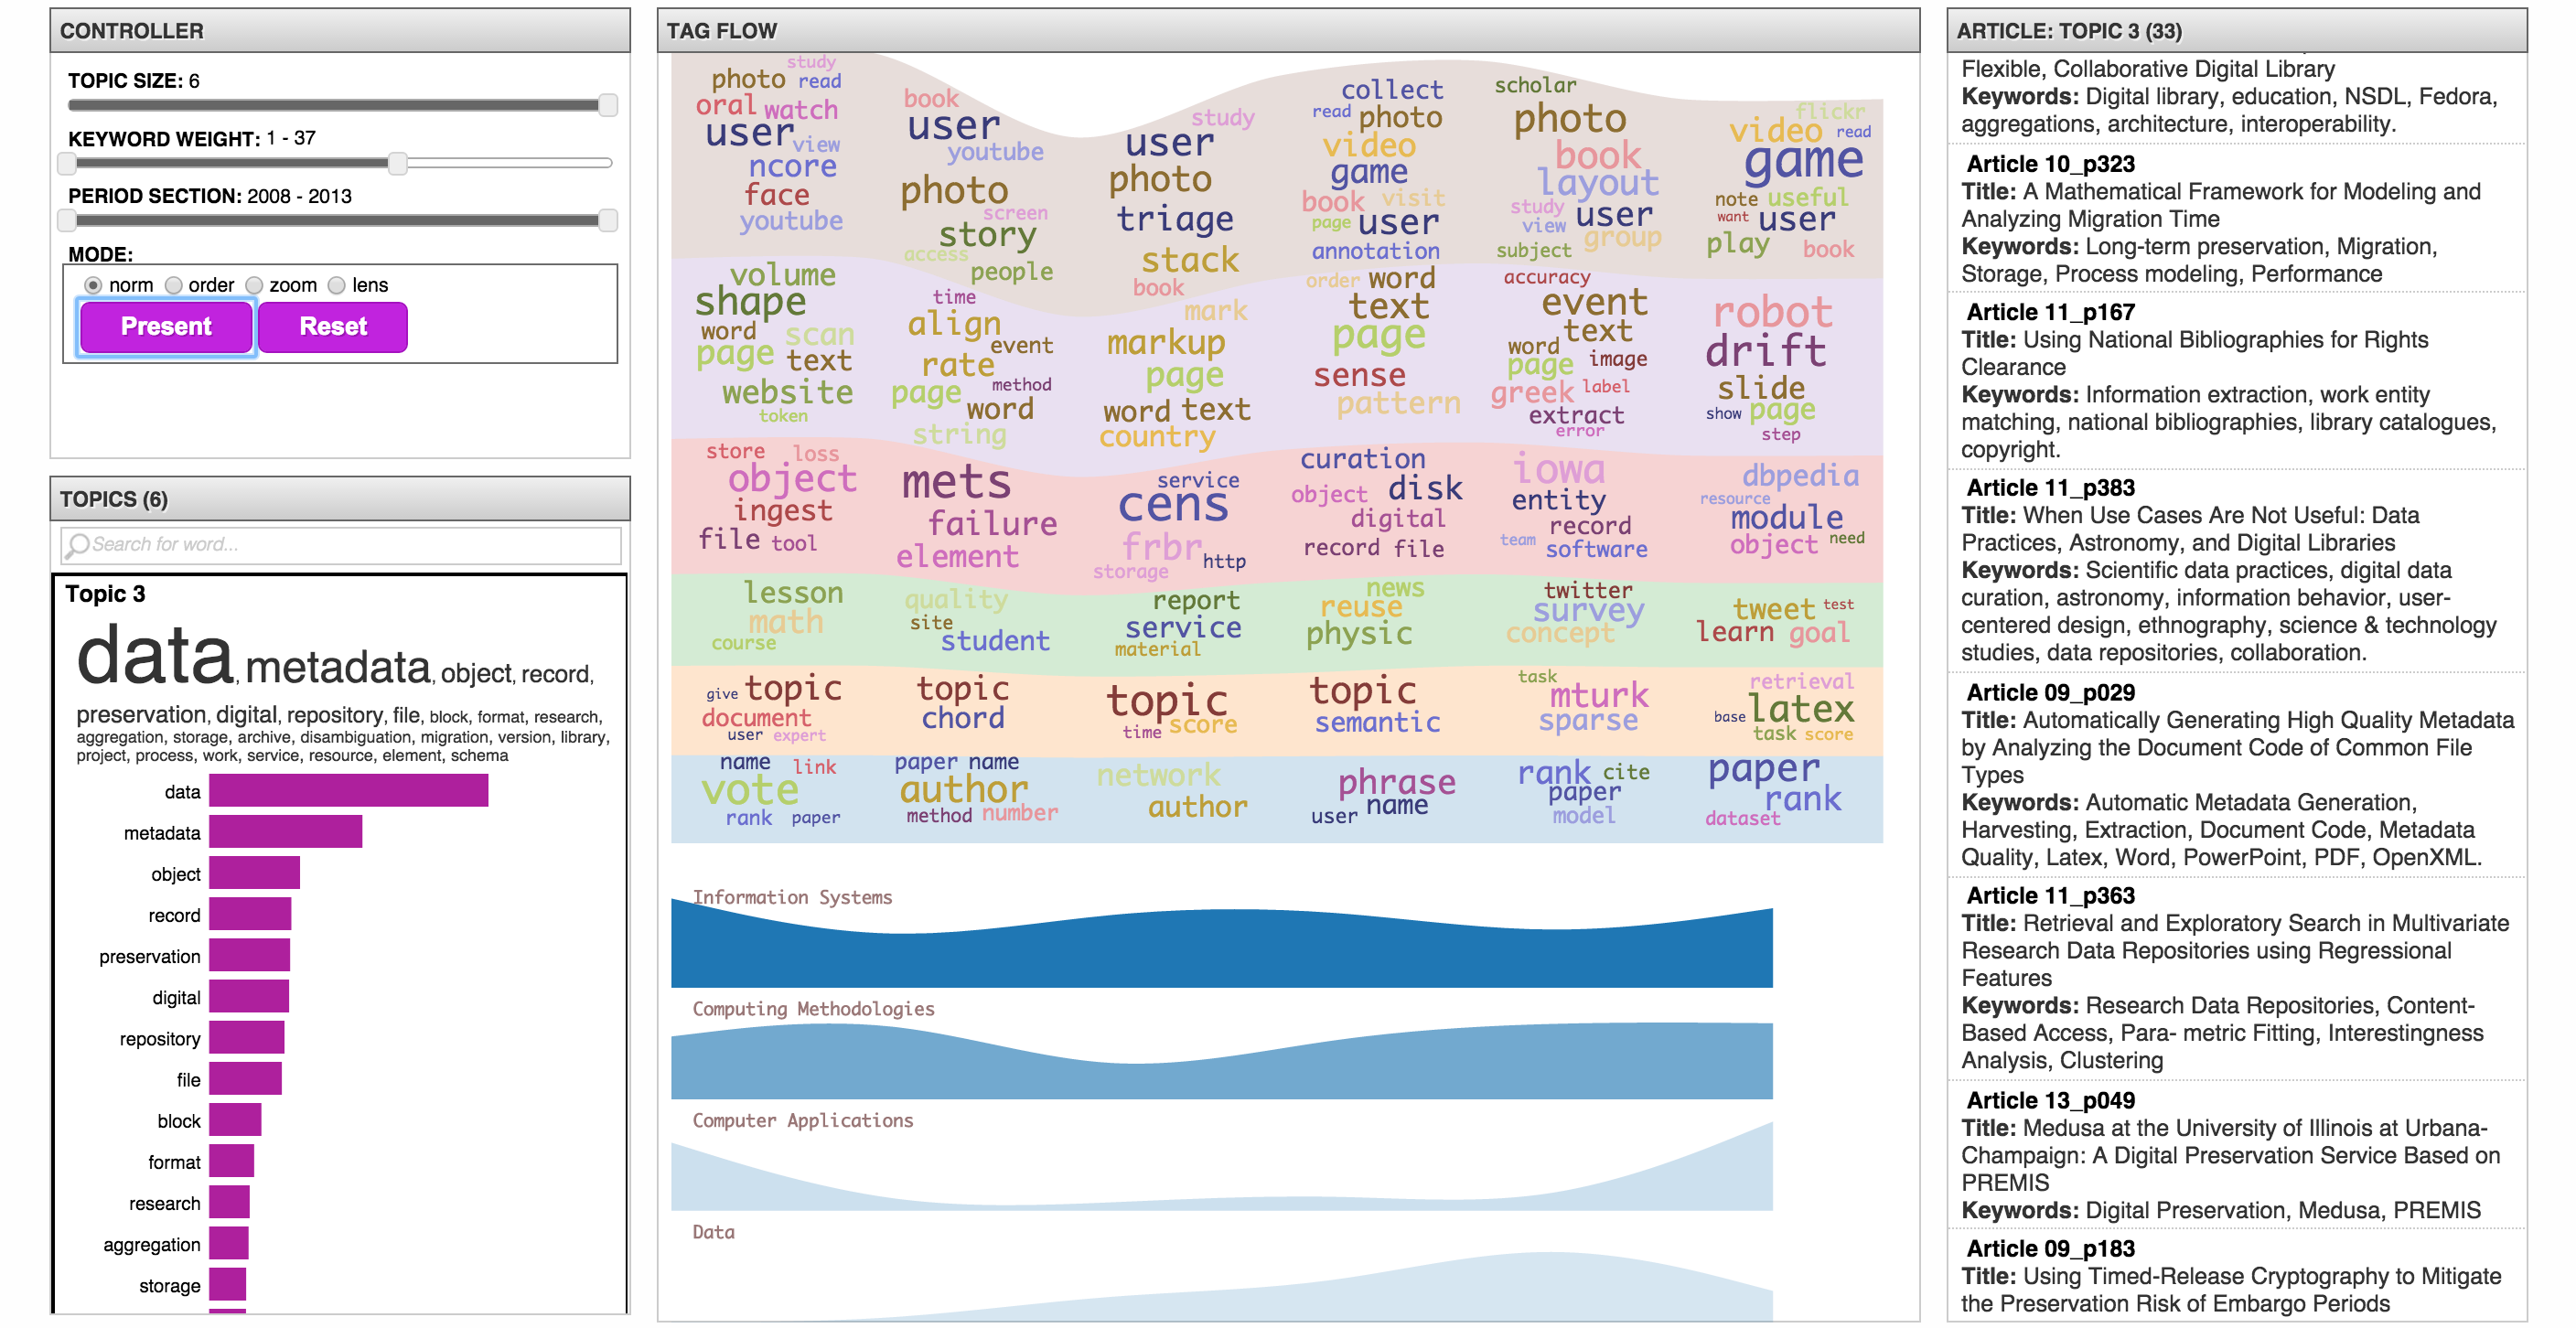 CONTROLLER
TOPIC SIZE: 6
KEYWORD WEIGHT: 1 - 37
PERIOD SECTION: 2008 - 2013
MODE:
norm order zoom lens
Present Reset
TOPICS (6)
Search for word...
Topic 3
data, metadata, object, record,
preservation, digital, repository, file, block, format, research,
aggregation, storage, archive, disambiguation, migration, version, library,
project, process, work, service, resource, element, schema
data
metadata
object
record
preservation
digital
repository
file
block
format
research
aggregation
storage
TAG FLOW
study
photo read
oral watch
user view
ncore
face
youtube
book
user
youtube
photo
screen
story
access
people
study
user
photo
triage
stack
book
collect
read photo
video
game
book visit
page user
annotation
scholar
photo
book
layout
study user
view group
subject
flickr
video read
game
note useful
want user
play book
volume
shape
word scan
page text
website
token
time
align
event
rate
page method
word
string
mark
markup
page
word text
country
order word
text
page
sense
pattern
accuracy
event
word text
page image
greek label
extract
error
robot
drift
slide
show page
step
store loss
object
ingest
file tool
mets
failure
element
service
cens
frbr http
storage
curation
object disk
digital
record file
iowa
entity
record
team software
dbpedia
resource
module
object need
lesson
math
course
quality
site
student
report
service
material
news
reuse
physic
twitter
survey
concept
tweet test
learn goal
give topic
document
user expert
topic
chord
topic
time score
topic
semantic
task
mturk
sparse
retrieval
base latex
task score
name link
vote
rank paper
paper name
author
method number
network
author
phrase
user name
rank cite
paper
model
paper
rank
dataset
Information Systems
Computing Methodologies
Computer Applications
Data
ARTICLE: TOPIC 3 (33)
Flexible, Collaborative Digital Library
Keywords: Digital library, education, NSDL, Fedora,
aggregations, architecture, interoperability.
Article 10_p323
Title: A Mathematical Framework for Modeling and
Analyzing Migration Time
Keywords: Long-term preservation, Migration,
Storage, Process modeling, Performance
Article 11_p167
Title: Using National Bibliographies for Rights
Clearance
Keywords: Information extraction, work entity
matching, national bibliographies, library catalogues,
copyright.
Article 11_p383
Title: When Use Cases Are Not Useful: Data
Practices, Astronomy, and Digital Libraries
Keywords: Scientific data practices, digital data
curation, astronomy, information behavior, user-
centered design, ethnography, science & technology
studies, data repositories, collaboration.
Article 09_p029
Title: Automatically Generating High Quality Metadata
by Analyzing the Document Code of Common File
Types
Keywords: Automatic Metadata Generation,
Harvesting, Extraction, Document Code, Metadata
Quality, Latex, Word, PowerPoint, PDF, OpenXML.
Article 11_p363
Title: Retrieval and Exploratory Search in Multivariate
Research Data Repositories using Regressional
Features
Keywords: Research Data Repositories, Content-
Based Access, Para- metric Fitting, Interestingness
Analysis, Clustering
Article 13_p049
Title: Medusa at the University of Illinois at Urbana-
Champaign: A Digital Preservation Service Based on
PREMIS
Keywords: Digital Preservation, Medusa, PREMIS
Article 09_p183
Title: Using Timed-Release Cryptography to Mitigate
the Preservation Risk of Embargo Periods